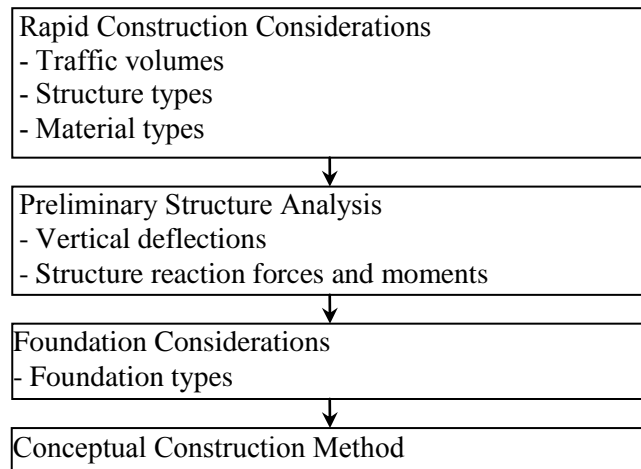 Rapid Construction Considerations
- Traffic volumes
- Structure types
- Material types
Preliminary Structure Analysis
- Vertical deflections
- Structure reaction forces and moments
Foundation Considerations
- Foundation types
Conceptual Construction Method